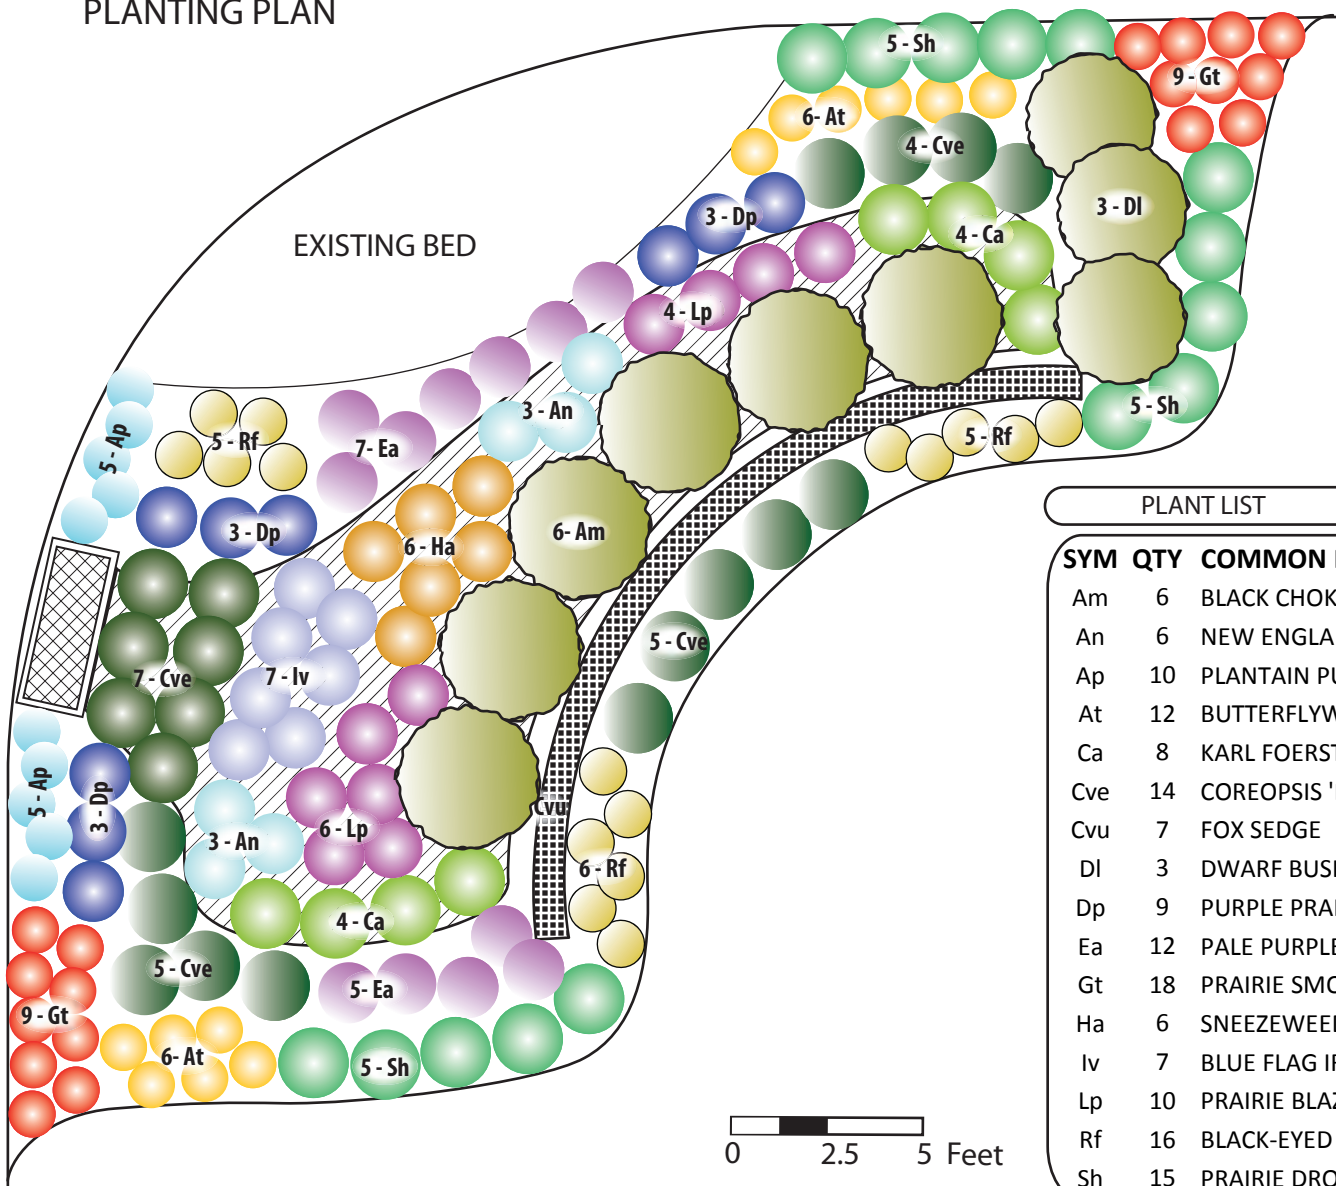 PLANTING PLAN
5 - Sh
9 - Gt
6- At
4 - Cve
3 - Dl
3 - Dp
4 - Ca
EXISTING BED
4 - Lp
3 - An
5 - Ap
5 - Rf
7 - Ea
5 - Sh
5 - Rf
3 - Dp
6 - Ha
6- Am
5 - Cve
7 - Cve
7 - Iv
5 - Ap
3 - Dp
3 - An
6 - Lp
Cvu
6 - Rf
4 - Ca
5 - Cve
5- Ea
9 - Gt
6- At
5 - Sh
0 2.5 5 Feet
PLANT LIST
SYM QTY COMMON
Am 6 BLACK CHOK
An 6 NEW ENGLA
Ap 10 PLANTAIN PU
At 12 BUTTERFLYW
Ca 8 KARL FOERST
Cve 14 COREOPSIS '
Cvu 7 FOX SEDGE
Dl 3 DWARF BUSH
Dp 9 PURPLE PRAI
Ea 12 PALE PURPLE
Gt 18 PRAIRIE SMO
Ha 6 SNEEZEWEED
Iv 7 BLUE FLAG IR
Lp 10 PRAIRIE BLAZ
Rf 16 BLACK-EYED
Sh 15 PRAIRIE DRO